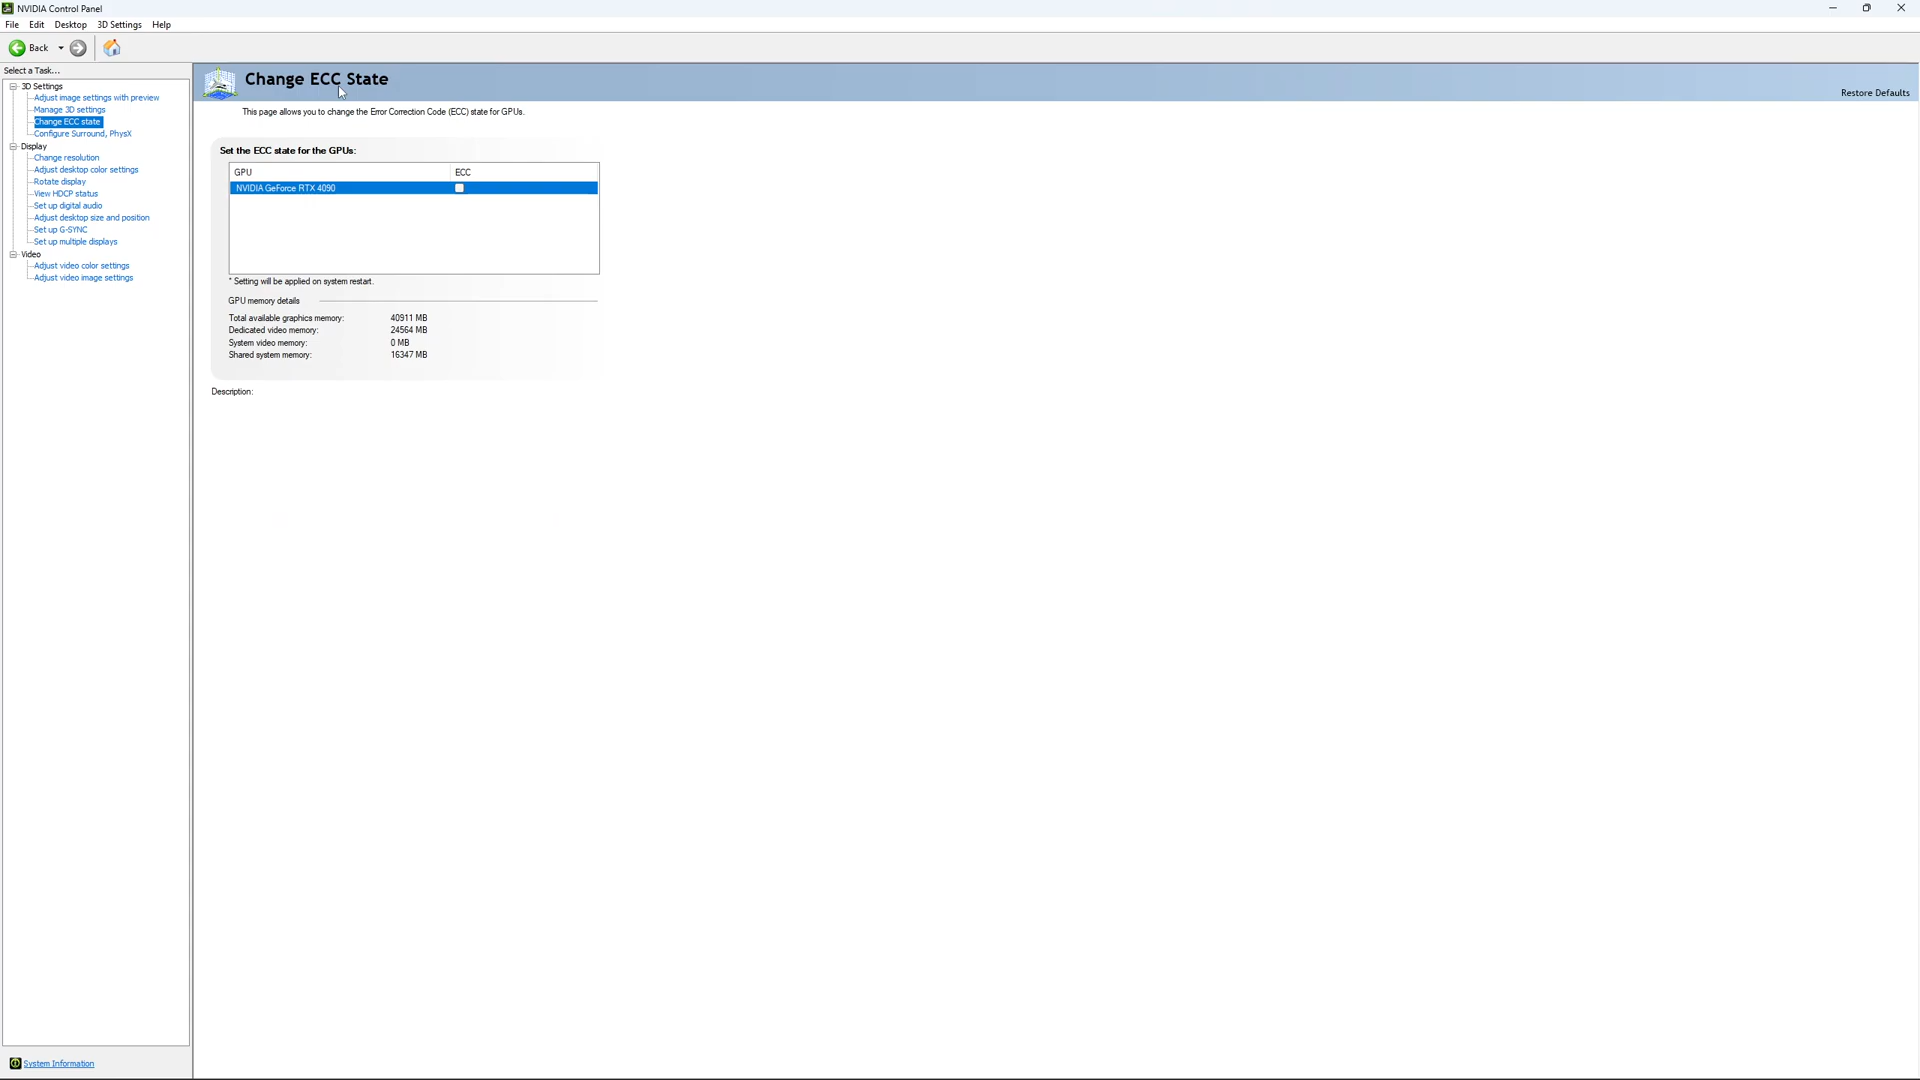 NVIDIA Control Panel
File Edit Desktop 3D Settings Help
Back
Select a Task...
3D Settings
Adjust image settings with preview
Manage 3D settings
Change ECC state
Configure Surround, PhysX
Display
Change resolution
Adjust desktop color settings
Rotate display
View HDCP status
Set up digital audio
Adjust desktop size and position
Set up G-SYNC
Set up multiple displays
Video
Adjust video color settings
Adjust video image settings
System Information
Change ECC State
Restore Defaults
This page allows you to change the Error Correction Code (ECC) state for GPUs.
Set the ECC state for the GPUs:
GPU ECC
NVIDIA GeForce RTX 4090
* Setting will be applied on system restart.
GPU memory details
Total available graphics memory: 40911 MB
Dedicated video memory: 24564 MB
System video memory: 0 MB
Shared system memory: 16347 MB
Description: